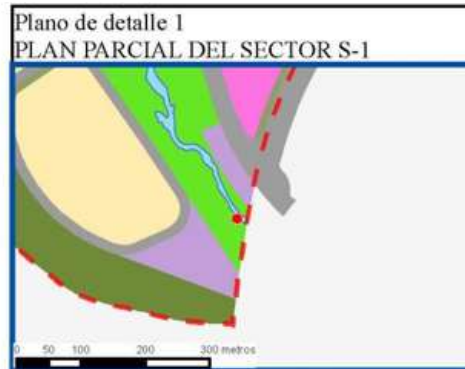 Plano de detalle 1
PLAN PARCIAL DEL SECTOR S-1
0 50 100 200 300 metros